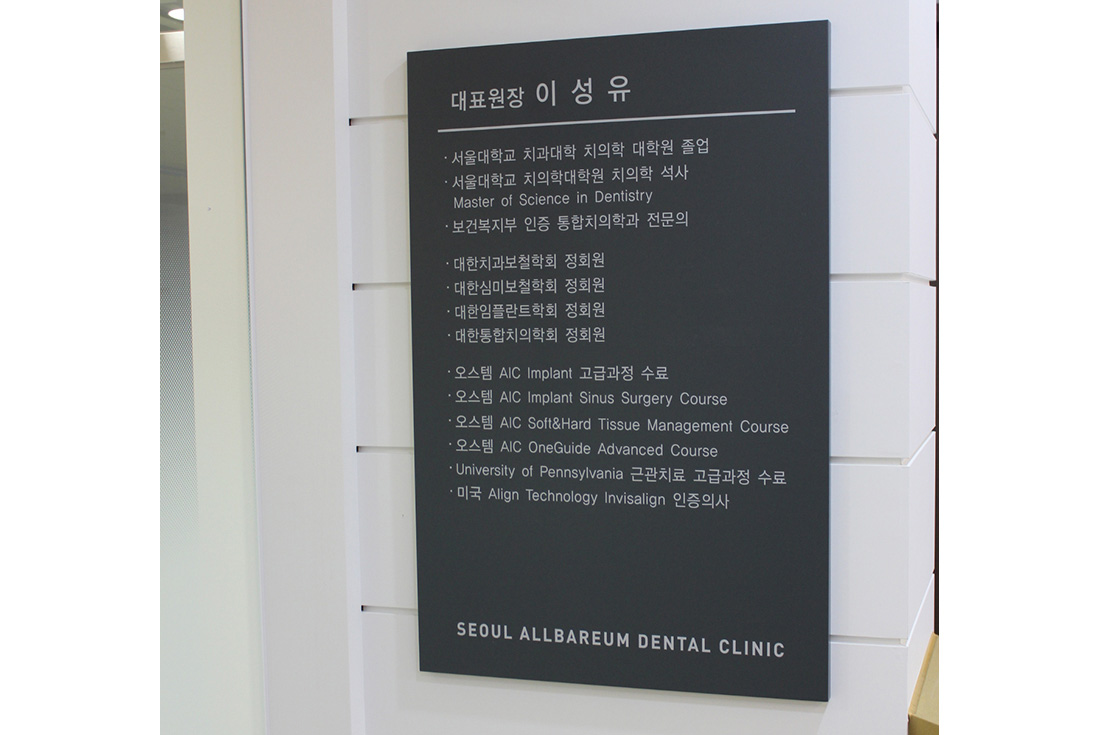 대표원장 이 성 유
· 서울대학교 치과대학 치의학 대학원 졸업
· 서울대학교 치의학대학원 치의학 석사
Master of Science in Dentistry
· 보건복지부 인증 통합치의학과 전문의
· 대한치과보철학회 정회원
· 대한심미보철학회 정회원
· 대한임플란트학회 정회원
· 대한통합치의학회 정회원
· 오스템 AIC Implant 고급과정 수료
· 오스템 AIC Implant Sinus Surgery Course
· 오스템 AIC Soft&Hard Tissue Management Course
· 오스템 AIC OneGuide Advanced Course
· University of Pennsylvania 근관치료 고급과정 수료
· 미국 Align Technology Invisalign 인증의사
SEOUL ALLBAREUM DENTAL CLINIC